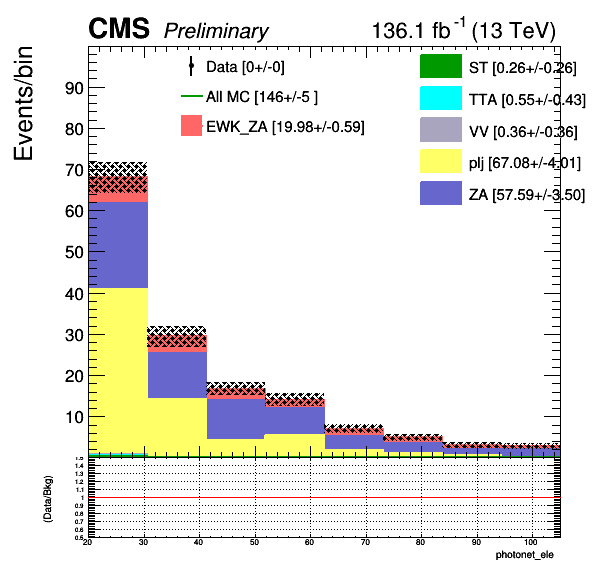 CMS Preliminary 136.1 fb⁻¹ (13 TeV)
Events/bin
Data [0+/-0]
All MC [146+/-5 ]
EWK_ZA [19.98+/-0.59]
ST [0.26+/-0.26]
TTA [0.55+/-0.43]
VV [0.36+/-0.36]
plj [67.08+/-4.01]
ZA [57.59+/-3.50]
90
80
70
60
50
40
30
20
10
(Data/Bkg)
1.5
1.4
1.3
1.2
1.1
1
0.9
0.8
0.7
0.6
0.5
20 30 40 50 60 70 80 90 100
photonet_ele